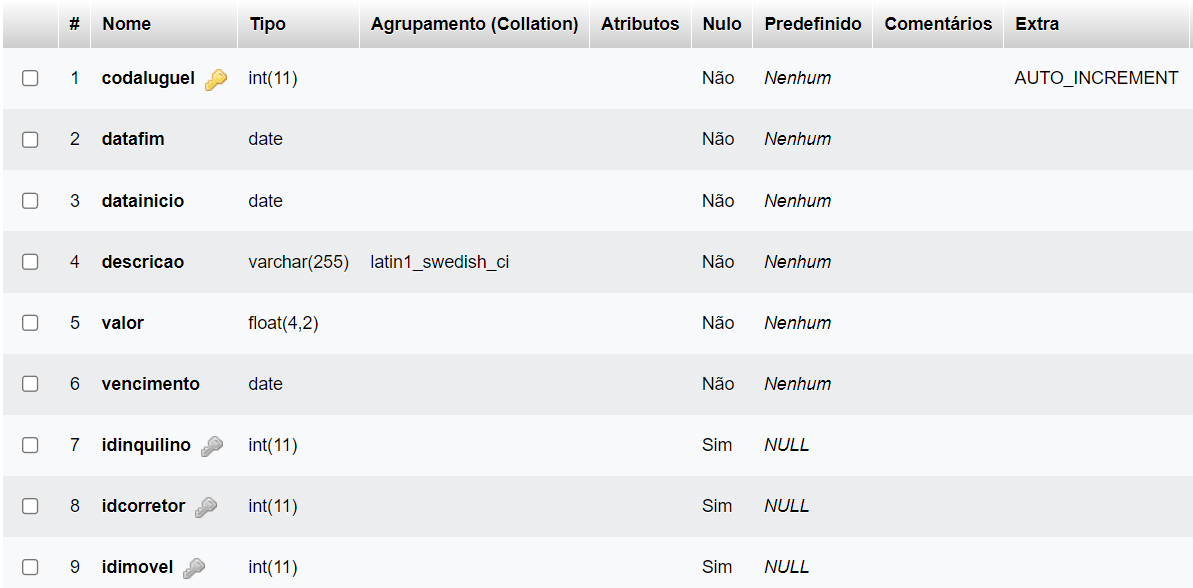 # Nome Tipo Agrupamento (Collation) Atributos Nulo Predefinido Comentários Extra
1 codaluguel int(11) Não Nenhum AUTO_INCREMENT
2 datafim date Não Nenhum
3 datainicio date Não Nenhum
4 descricao varchar(255) latin1_swedish_ci Não Nenhum
5 valor float(4,2) Não Nenhum
6 vencimento date Não Nenhum
7 idinquilino int(11) Sim NULL
8 idcorretor int(11) Sim NULL
9 idimovel int(11) Sim NULL